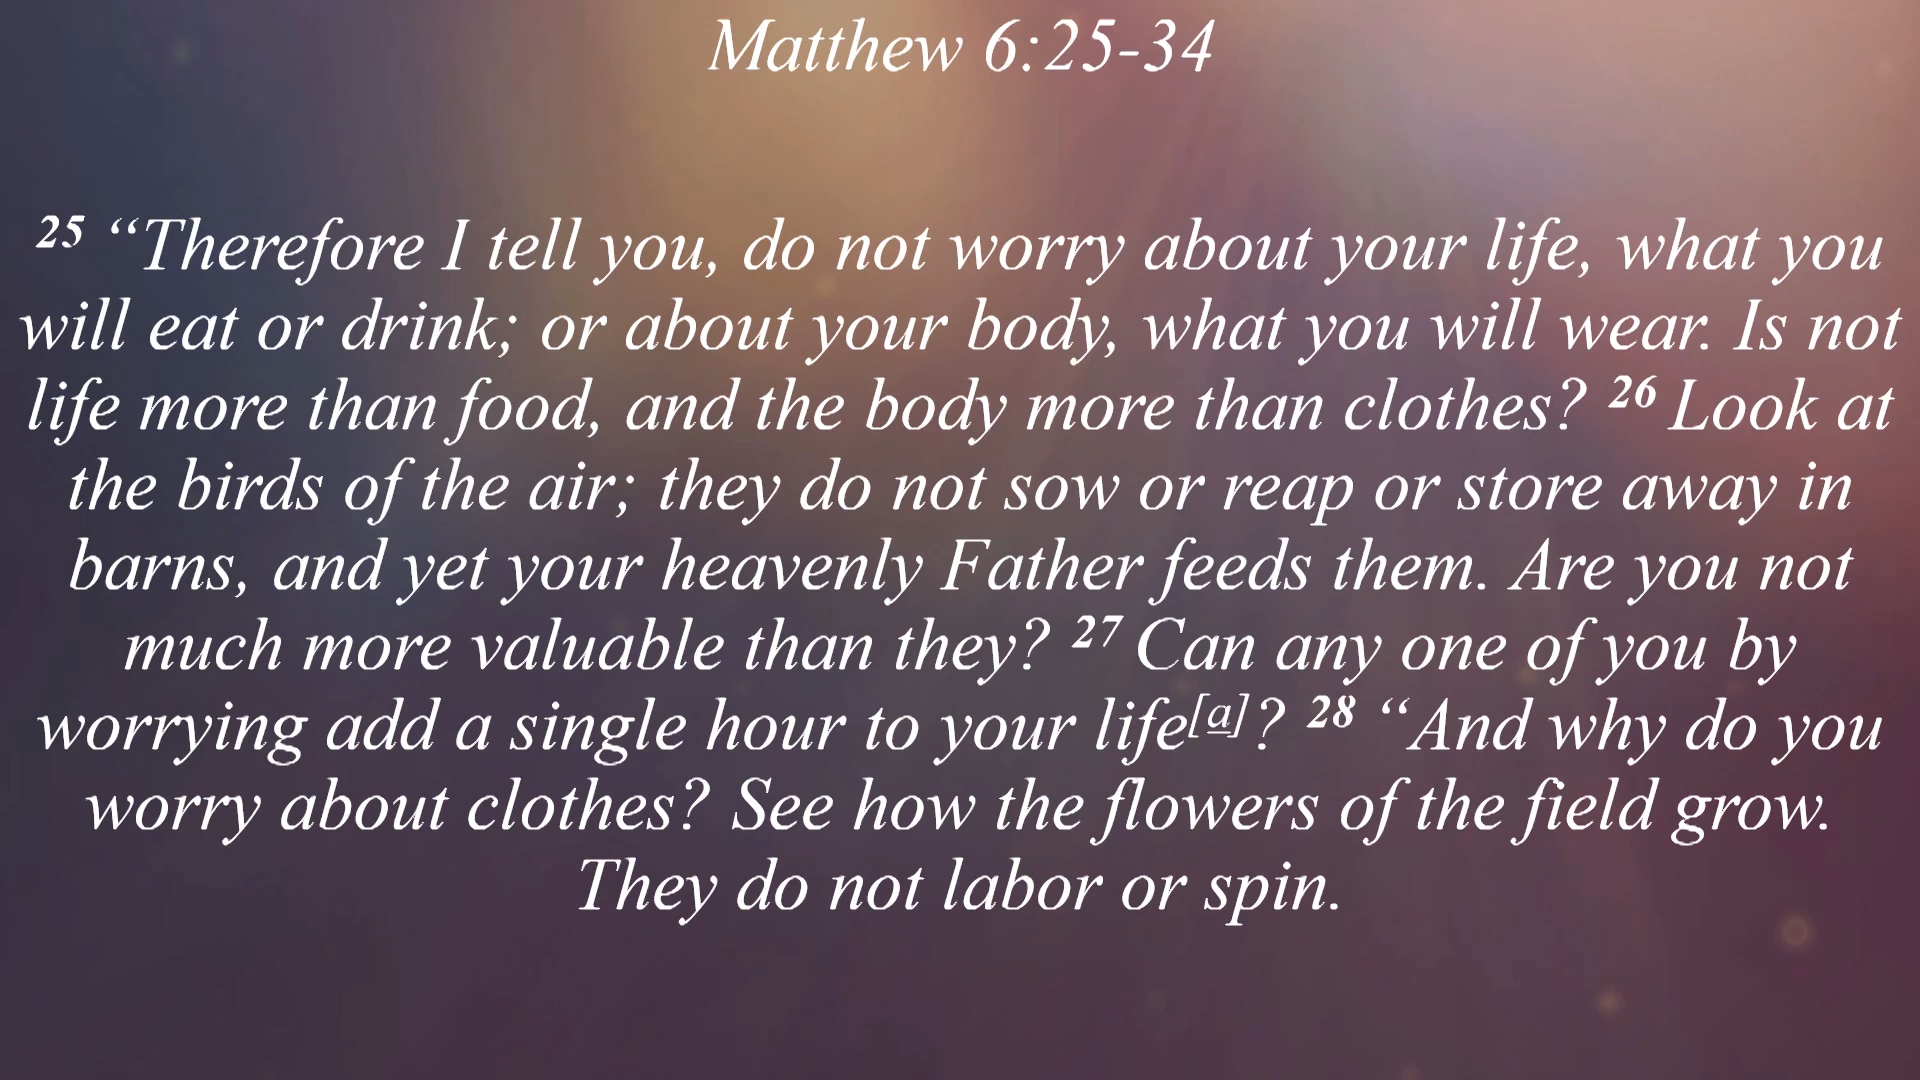 Matthew 6:25-34
25 “Therefore I tell you, do not worry about your life, what you
will eat or drink; or about your body, what you will wear. Is not
life more than food, and the body more than clothes? 26 Look at
the birds of the air; they do not sow or reap or store away in
barns, and yet your heavenly Father feeds them. Are you not
much more valuable than they? 27 Can any one of you by
worrying add a single hour to your life[a]? 28 “And why do you
worry about clothes? See how the flowers of the field grow.
They do not labor or spin.